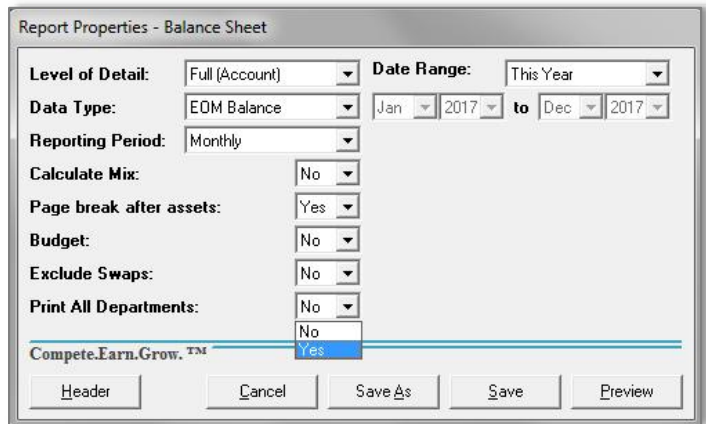 Report Properties - Balance Sheet
Level of Detail: Full (Account) Date Range: This Year
Data Type: EOM Balance Jan 2017 to Dec 2017
Reporting Period: Monthly
Calculate Mix: No
Page break after assets: Yes
Budget: No
Exclude Swaps: No
Print All Departments: No
No
Yes
Compete.Earn.Grow. ™
Header Cancel Save As Save Preview